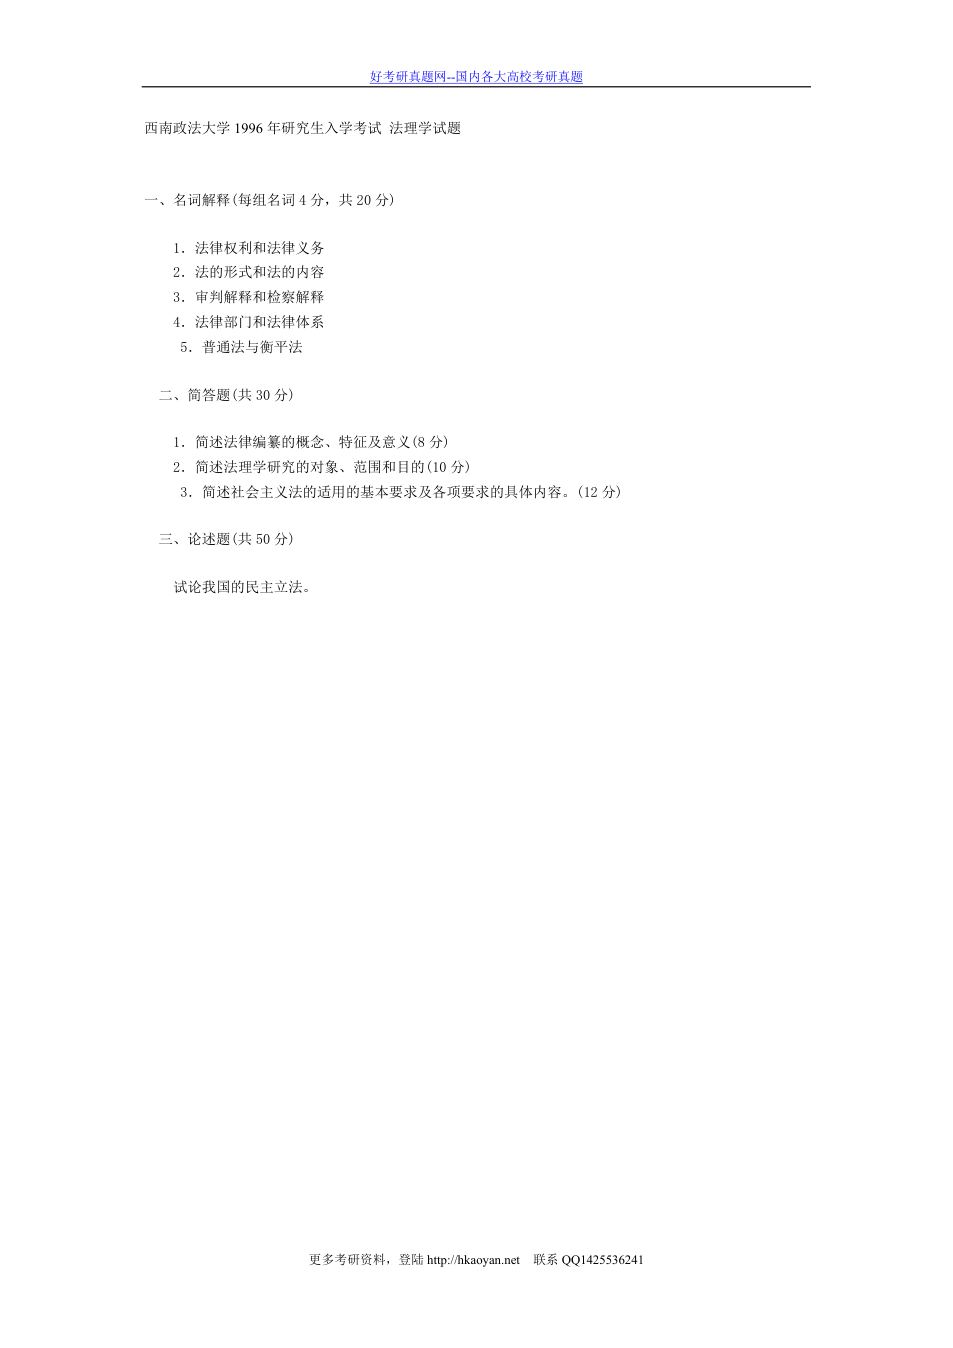 好考研真题网--国内各大高校考研真题
西南政法大学 1996 年研究生入学考试 法理学试题
一、名词解释(每组名词 4 分，共 20 分)
1．法律权利和法律义务
2．法的形式和法的内容
3．审判解释和检察解释
4．法律部门和法律体系
5．普通法与衡平法
二、简答题(共 30 分)
1．简述法律编纂的概念、特征及意义(8 分)
2．简述法理学研究的对象、范围和目的(10 分)
3．简述社会主义法的适用的基本要求及各项要求的具体内容。(12 分)
三、论述题(共 50 分)
试论我国的民主立法。
更多考研资料，登陆 http://hkaoyan.net 联系 QQ1425536241